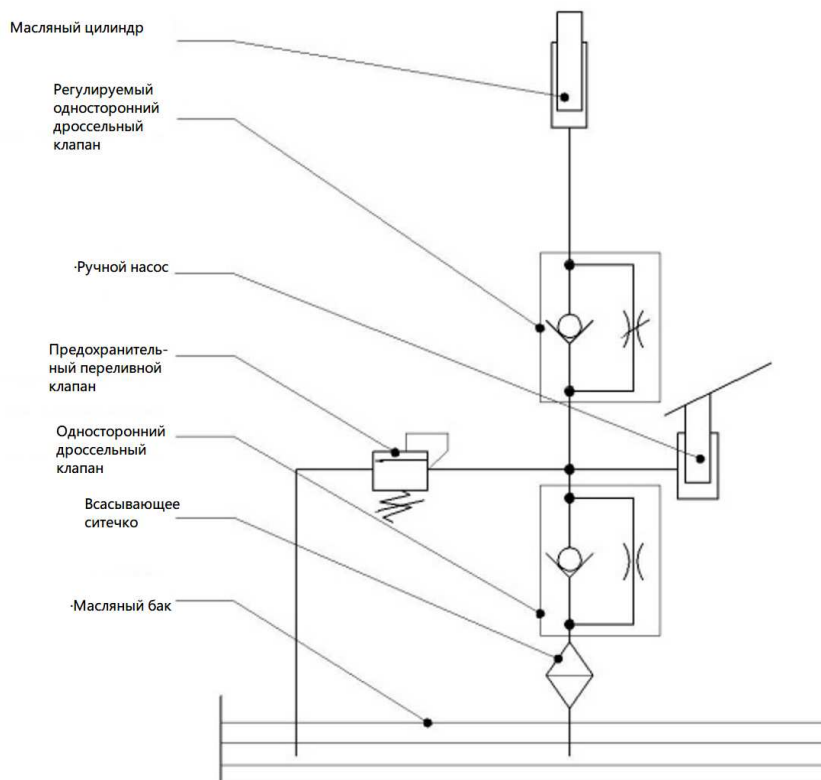 Масляный цилиндр
Регулируемый
односторонний
дроссельный
клапан
·Ручной насос
Предохранитель-
ный переливной
клапан
Односторонний
дроссельный
клапан
Всасывающее
ситечко
·Масляный бак